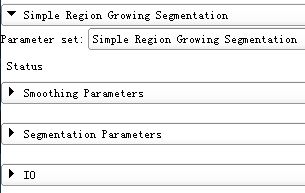 Simple Region Growing Segmentation
Parameter set: Simple Region Growing Segmentation
Status
Smoothing Parameters
Segmentation Parameters
IO